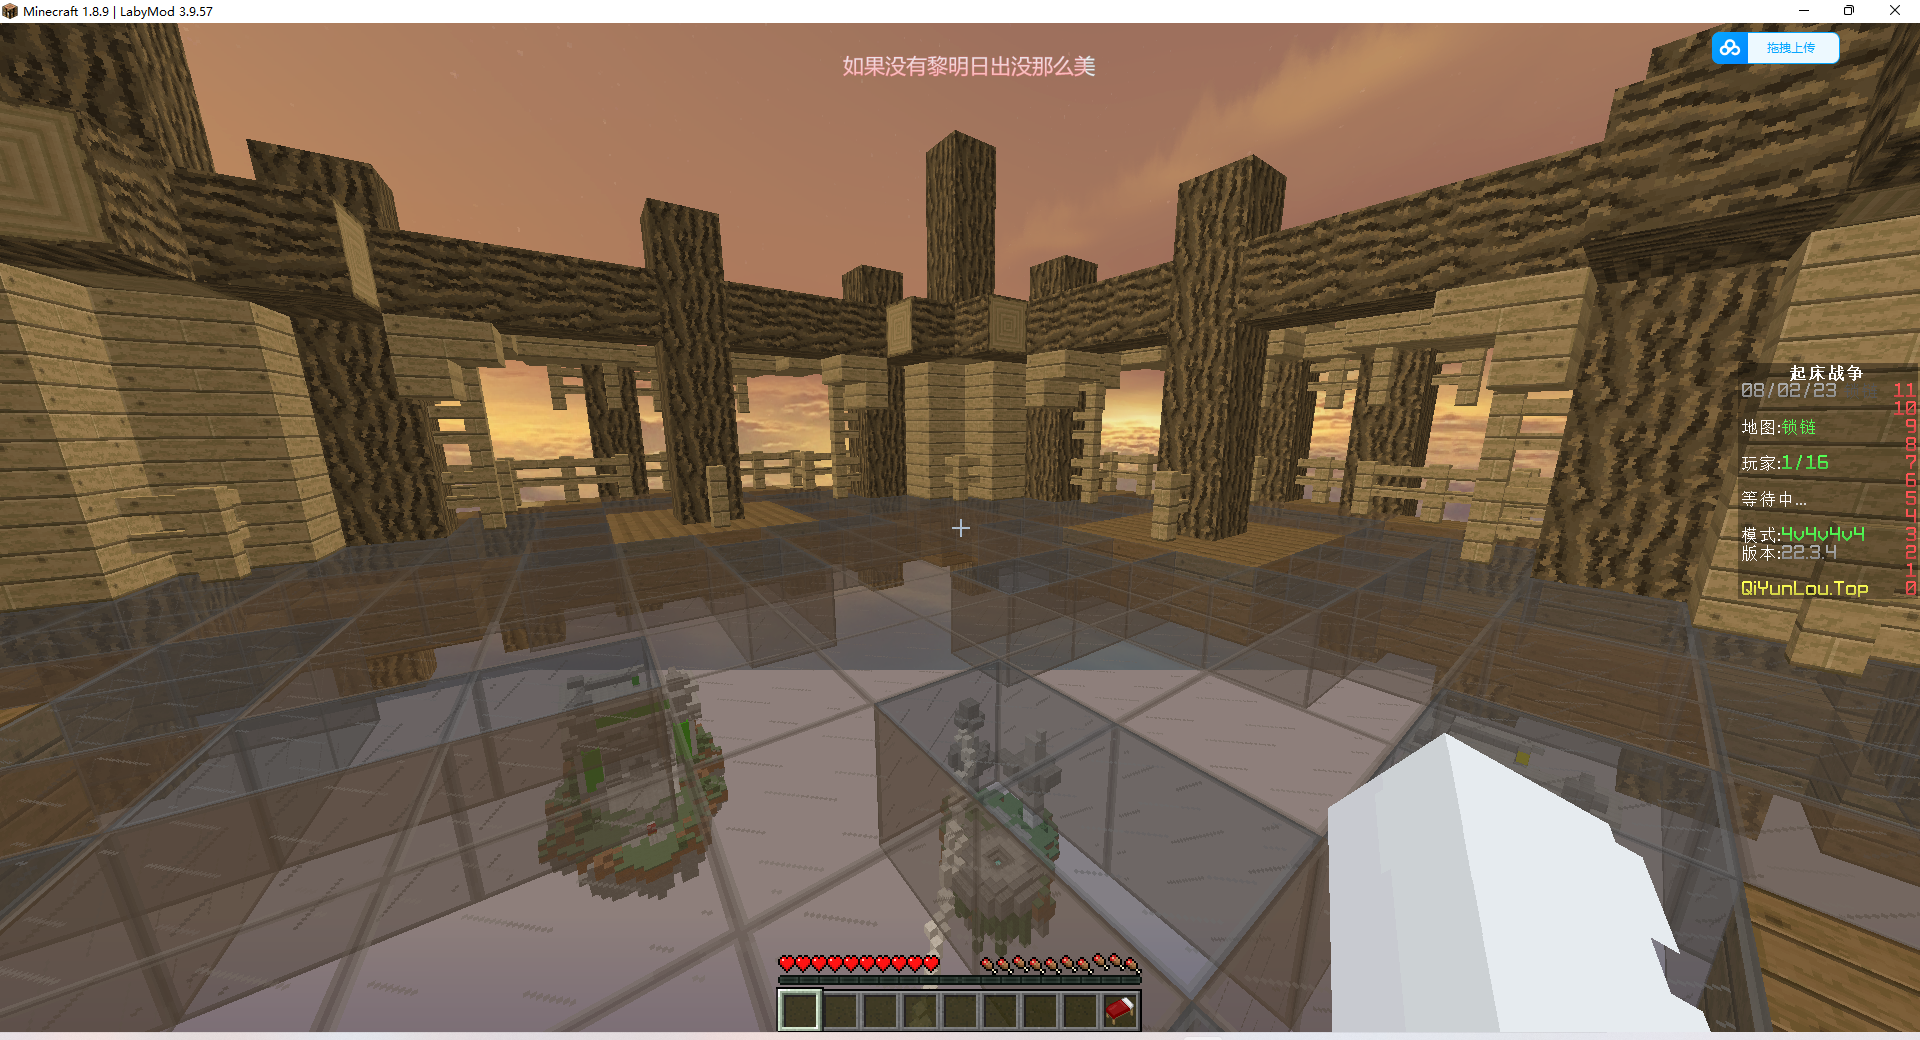 Minecraft 1.8.9 | LabyMod 3.9.57
如果没有黎明日出没那么美
拖拽上传
起床战争
08/02/23
11
10
地图:锁链
9
8
玩家:1/16
7
6
等待中...
5
4
模式:4v4v4v4
3
版本:22.3.4
2
1
QiYunLou.Top
0